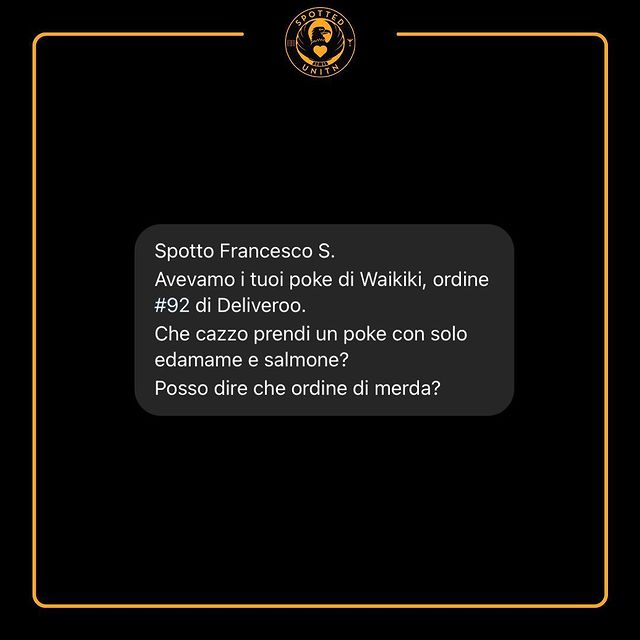 SPOTTED
UNITN
Spotto Francesco S.
Avevamo i tuoi poke di Waikiki, ordine
#92 di Deliveroo.
Che cazzo prendi un poke con solo
edamame e salmone?
Posso dire che ordine di merda?